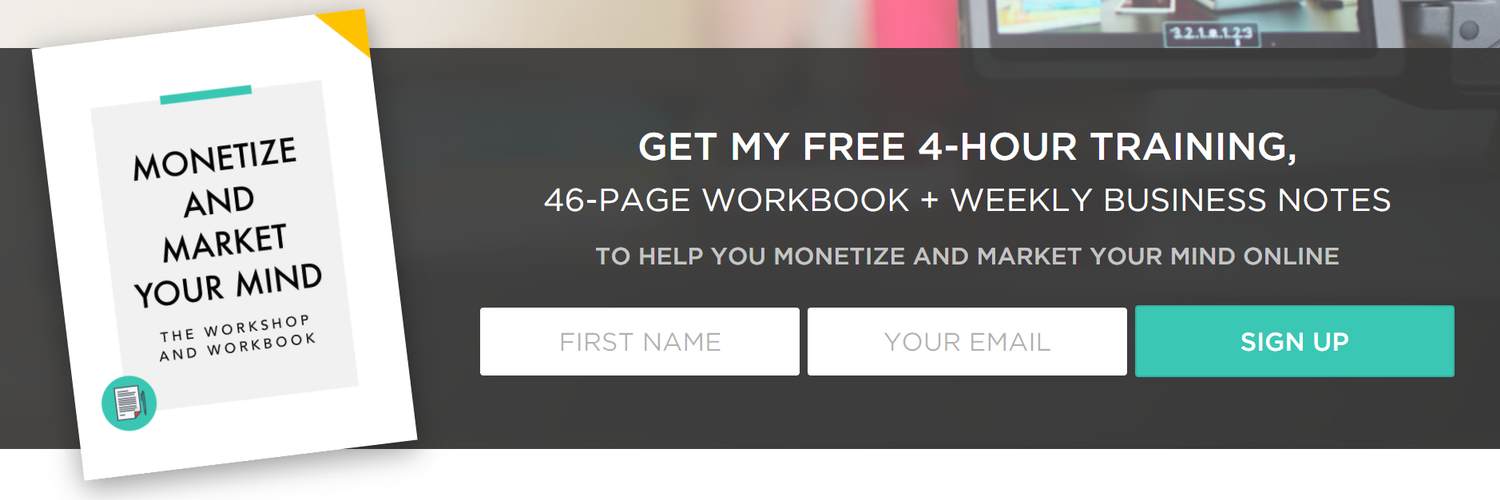 MONETIZE
AND
MARKET
YOUR MIND
THE WORKSHOP
AND WORKBOOK
GET MY FREE 4-HOUR TRAINING,
46-PAGE WORKBOOK + WEEKLY BUSINESS NOTES
TO HELP YOU MONETIZE AND MARKET YOUR MIND ONLINE
FIRST NAME
YOUR EMAIL
SIGN UP